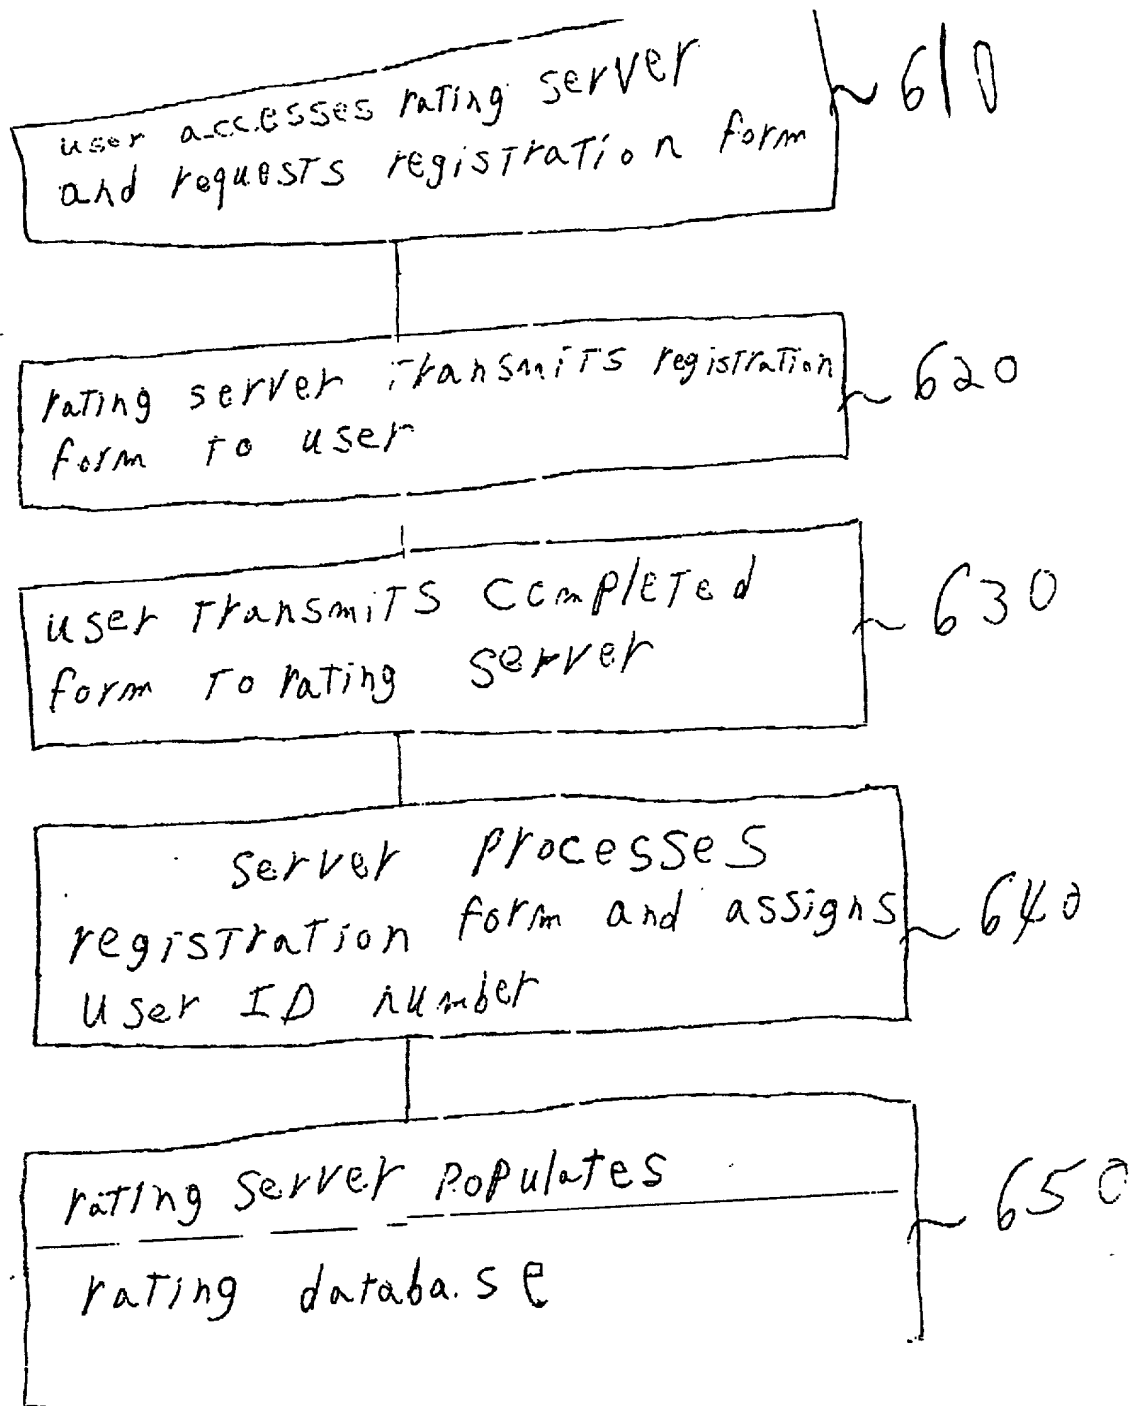 user accesses rating server
and requests registration form
610
rating server transmits registration
form to user
620
user transmits completed
form to rating server
630
server processes
registration form and assigns
user ID number
640
rating server populates
rating database
650